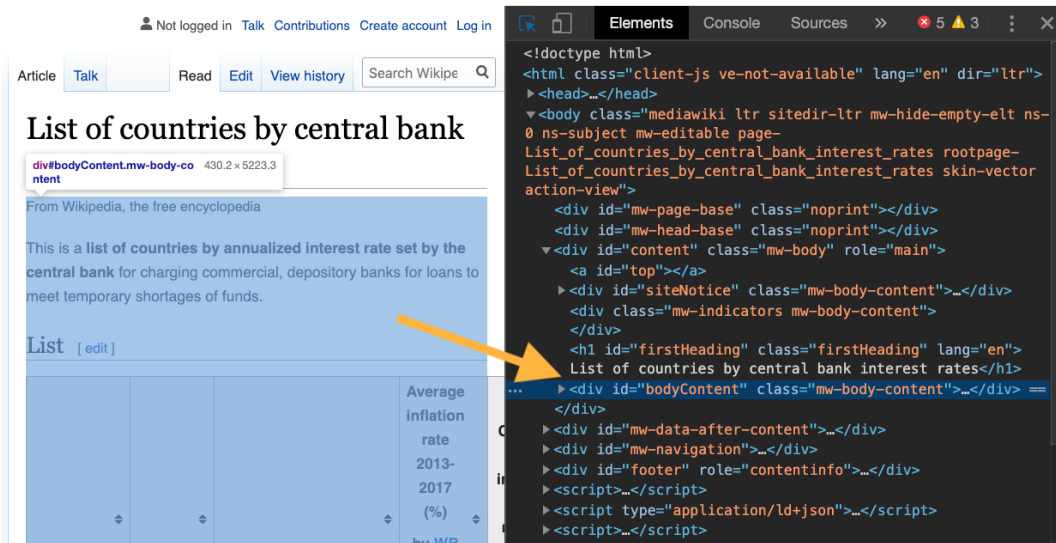 Not logged in Talk Contributions Create account Log in
Article Talk Read Edit View history Search Wikipe
List of countries by central bank
div#bodyContent.mw-body-co 430.2 × 5223.3
ntent
From Wikipedia, the free encyclopedia
This is a list of countries by annualized interest rate set by the
central bank for charging commercial, depository banks for loans to
meet temporary shortages of funds.
List [ edit ]
Average
inflation
rate
2013-
2017
(%)
Elements Console Sources » 5 3
<!doctype html>
<html class="client-js ve-not-available" lang="en" dir="ltr">
<head>…</head>
<body class="mediawiki ltr sitedir-ltr mw-hide-empty-elt ns-
0 ns-subject mw-editable page-
List_of_countries_by_central_bank_interest_rates rootpage-
List_of_countries_by_central_bank_interest_rates skin-vector
action-view">
<div id="mw-page-base" class="noprint"></div>
<div id="mw-head-base" class="noprint"></div>
<div id="content" class="mw-body" role="main">
<a id="top"></a>
<div id="siteNotice" class="mw-body-content">…</div>
<div class="mw-indicators mw-body-content">
</div>
<h1 id="firstHeading" class="firstHeading" lang="en">
List of countries by central bank interest rates</h1>
<div id="bodyContent" class="mw-body-content">…</div> ==
</div>
<div id="mw-data-after-content">…</div>
<div id="mw-navigation">…</div>
<div id="footer" role="contentinfo">…</div>
<script>…</script>
<script type="application/ld+json">…</script>
<script>…</script>